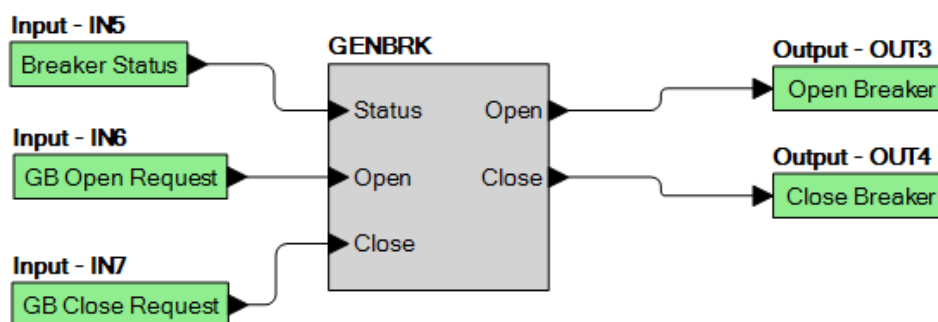 Input - IN5
Breaker Status
GENBRK
Output - OUT3
Open Breaker
Status
Open
Input - IN6
GB Open Request
Open
Close
Output - OUT4
Close Breaker
Close
Input - IN7
GB Close Request